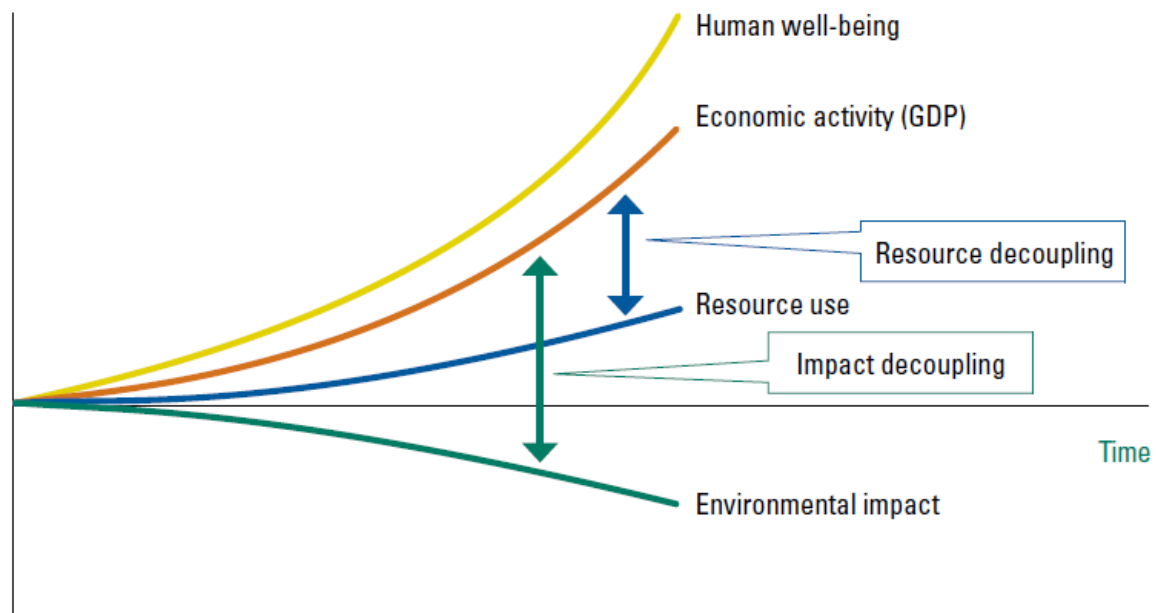 Human well-being
Economic activity (GDP)
Resource decoupling
Resource use
Impact decoupling
Time
Environmental impact